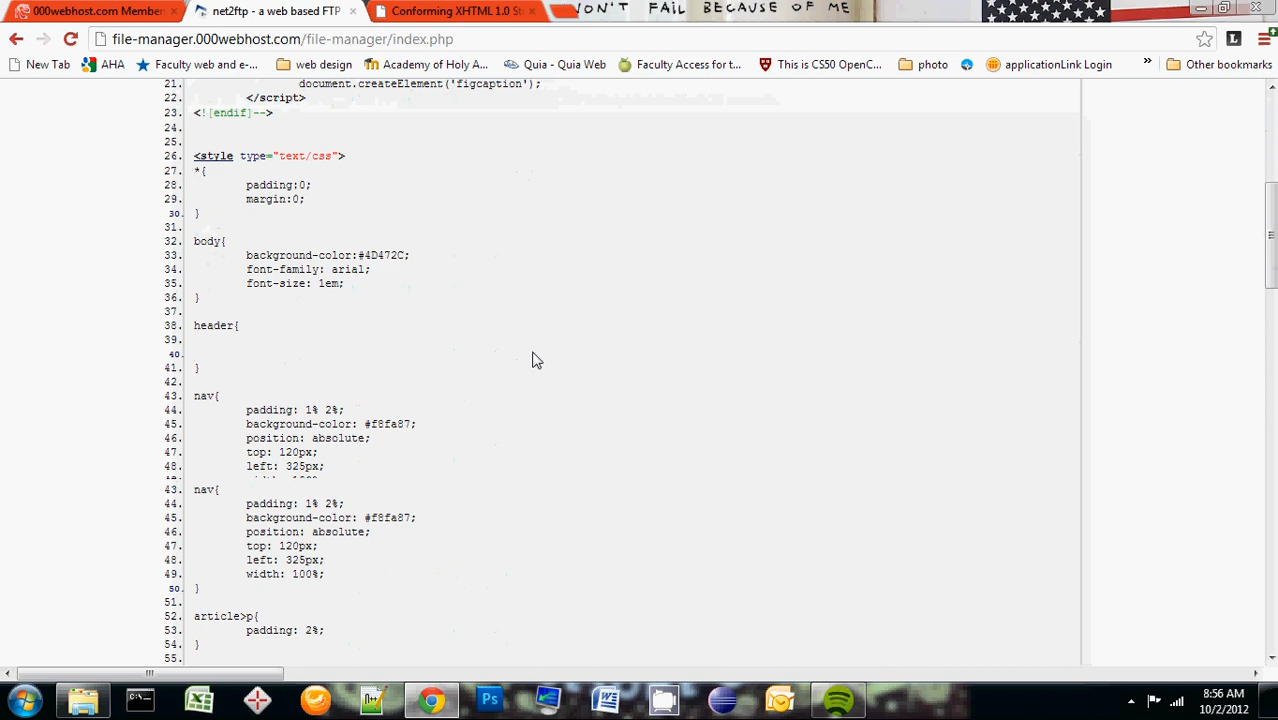 WON'T FAIL BECAUSE OF ME
000webhost.com Member
net2ftp - a web based FTP
Conforming XHTML 1.0 St
file-manager.000webhost.com/file-manager/index.php
New Tab
AHA
Faculty web and e-...
web design
Academy of Holy A...
Quia - Quia Web
Faculty Access for t...
This is CS50 OpenC...
photo
applicationLink Login
»
Other bookmarks
21. document.createElement('figcaption');
22. </script>
23. <![endif]-->
24.
25.
26. <style type="text/css">
27. *{
28. padding:0;
29. margin:0;
30. }
31.
32. body{
33. background-color:#4D472C;
34. font-family: arial;
35. font-size: 1em;
36. }
37.
38. header{
39.
40.
41. }
42.
43. nav{
44. padding: 1% 2%;
45. background-color: #f8fa87;
46. position: absolute;
47. top: 120px;
48. left: 325px;
43. nav{
44. padding: 1% 2%;
45. background-color: #f8fa87;
46. position: absolute;
47. top: 120px;
48. left: 325px;
49. width: 100%;
50. }
51.
52. article>p{
53. padding: 2%;
54. }
55.
8:56 AM
10/2/2012